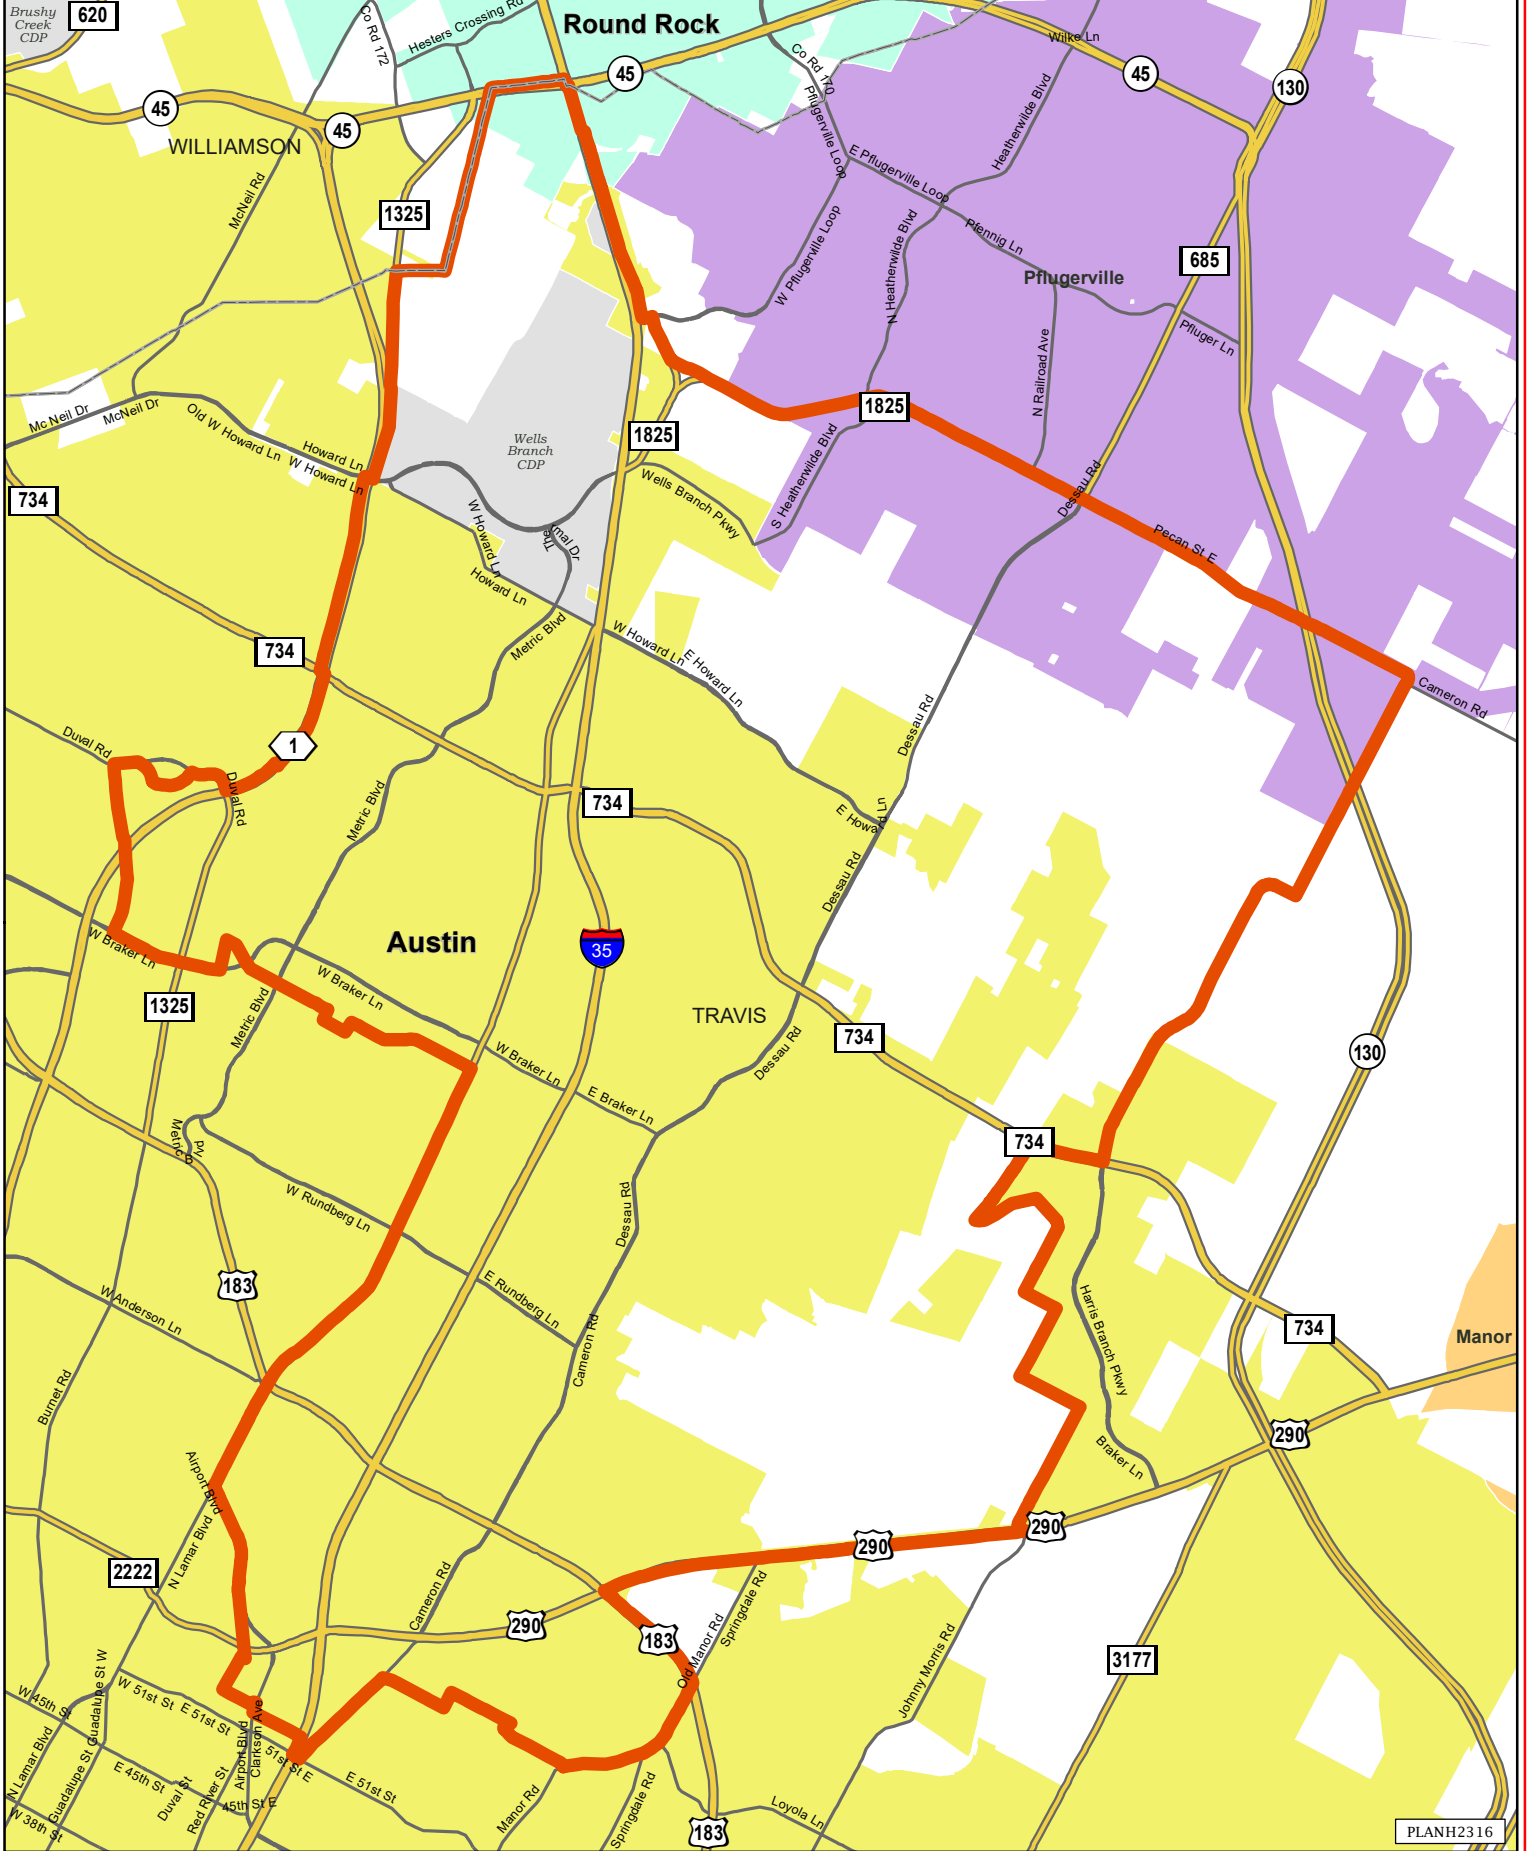 Brushy
Creek
CDP
620
Co Rd 172
Hesters Crossing Rd
Round Rock
45
Co Rd 170
Wilke Ln
45
130
45
45
WILLIAMSON
McNeil Rd
1325
Pflugerville Loop
E Pflugerville Loop
Heatherwilde Blvd
W Pflugerville Loop
N Heatherwilde Blvd
Pfennig Ln
Pflugerville
685
Pfluger Ln
N Railroad Ave
Mc Neil Dr
McNeil Dr
Old W Howard Ln
Howard Ln
W Howard Ln
Wells
Branch
CDP
1825
1825
S Heatherwilde Blvd
Wells Branch Pkwy
Dessau Rd
Pecan St E
734
W Howard Ln
Thermal Dr
Howard Ln
Metric Blvd
W Howard Ln
E Howard Ln
734
Dessau Rd
Cameron Rd
Duval Rd
1
Duval Rd
Metric Blvd
734
E Howard Ln
Dessau Rd
W Braker Ln
Austin
35
W Braker Ln
1325
Metric Blvd
TRAVIS
734
Dessau Rd
130
W Braker Ln
E Braker Ln
Metric Blvd
734
W Rundberg Ln
Dessau Rd
183
W Anderson Ln
E Rundberg Ln
Cameron Rd
Harris Branch Pkwy
734
Manor
Burnet Rd
290
Braker Ln
Airport Blvd
N Lamar Blvd
290
290
2222
Cameron Rd
290
183
Springdale Rd
Old Manor Rd
Johnny Morris Rd
3177
W 45th St
Guadalupe St W
W 51st St
E 51st St
Airport Blvd
Clarkson Ave
51st St E
E 51st St
N Lamar Blvd
Guadalupe St
E 45th St
Duval St
Red River St
45th St E
W 38th St
Manor Rd
Springdale Rd
183
Loyola Ln
PLANH2316